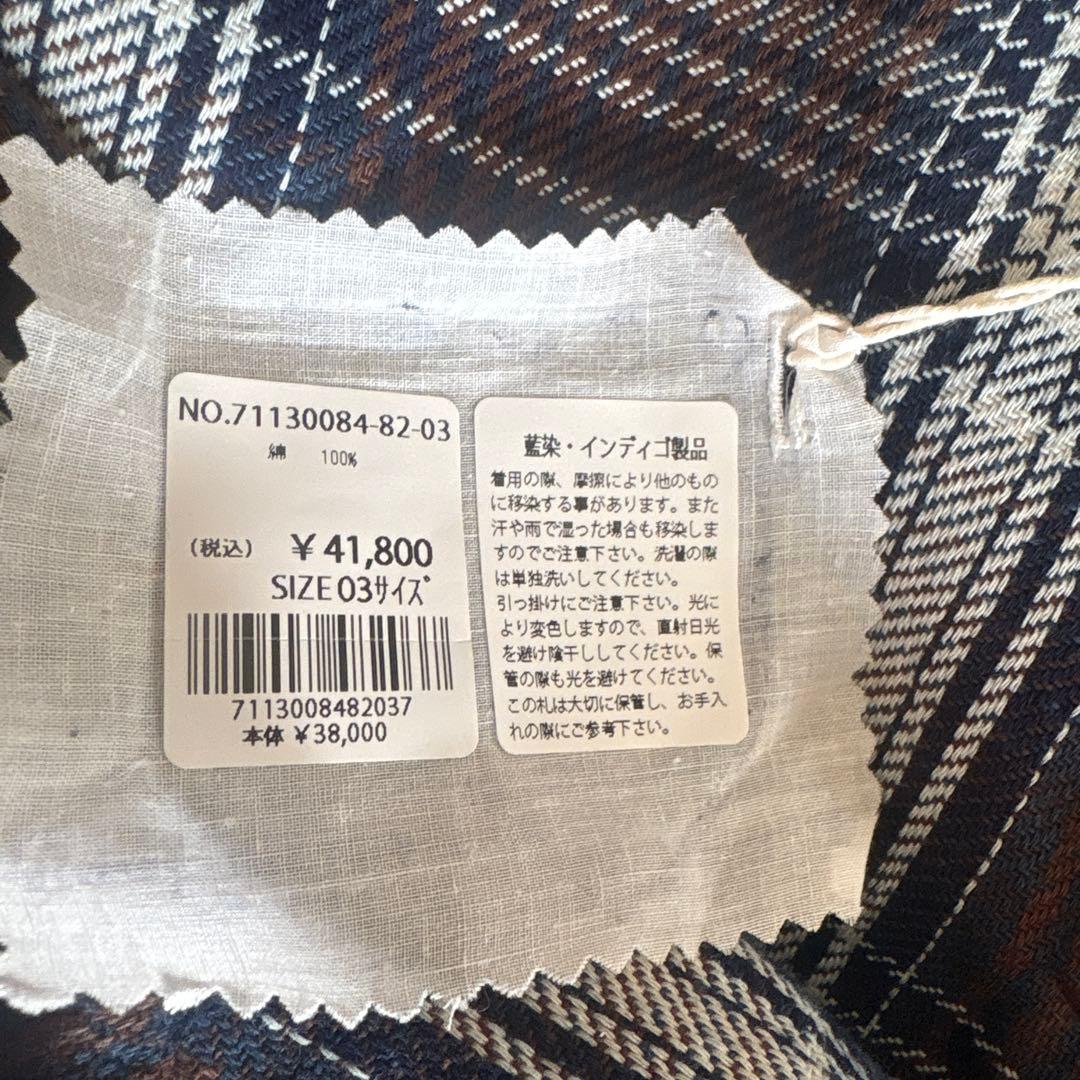 NO.71130084-82-03
綿 100%
(税込) ¥41,800
SIZE 03ｻｲｽﾞ
7113008482037
本体 ¥38,000
藍染・インディゴ製品
着用の際、摩擦により他のもの
に移染する事があります。また
汗や雨で湿った場合も移染しま
すのでご注意下さい。洗濯の際
は単独洗いしてください。
引っ掛けにご注意下さい。光に
より変色しますので、直射日光
を避け陰干ししてください。保
管の際も光を避けてください。
この札は大切に保管し、お手入
れの際にご参考下さい。